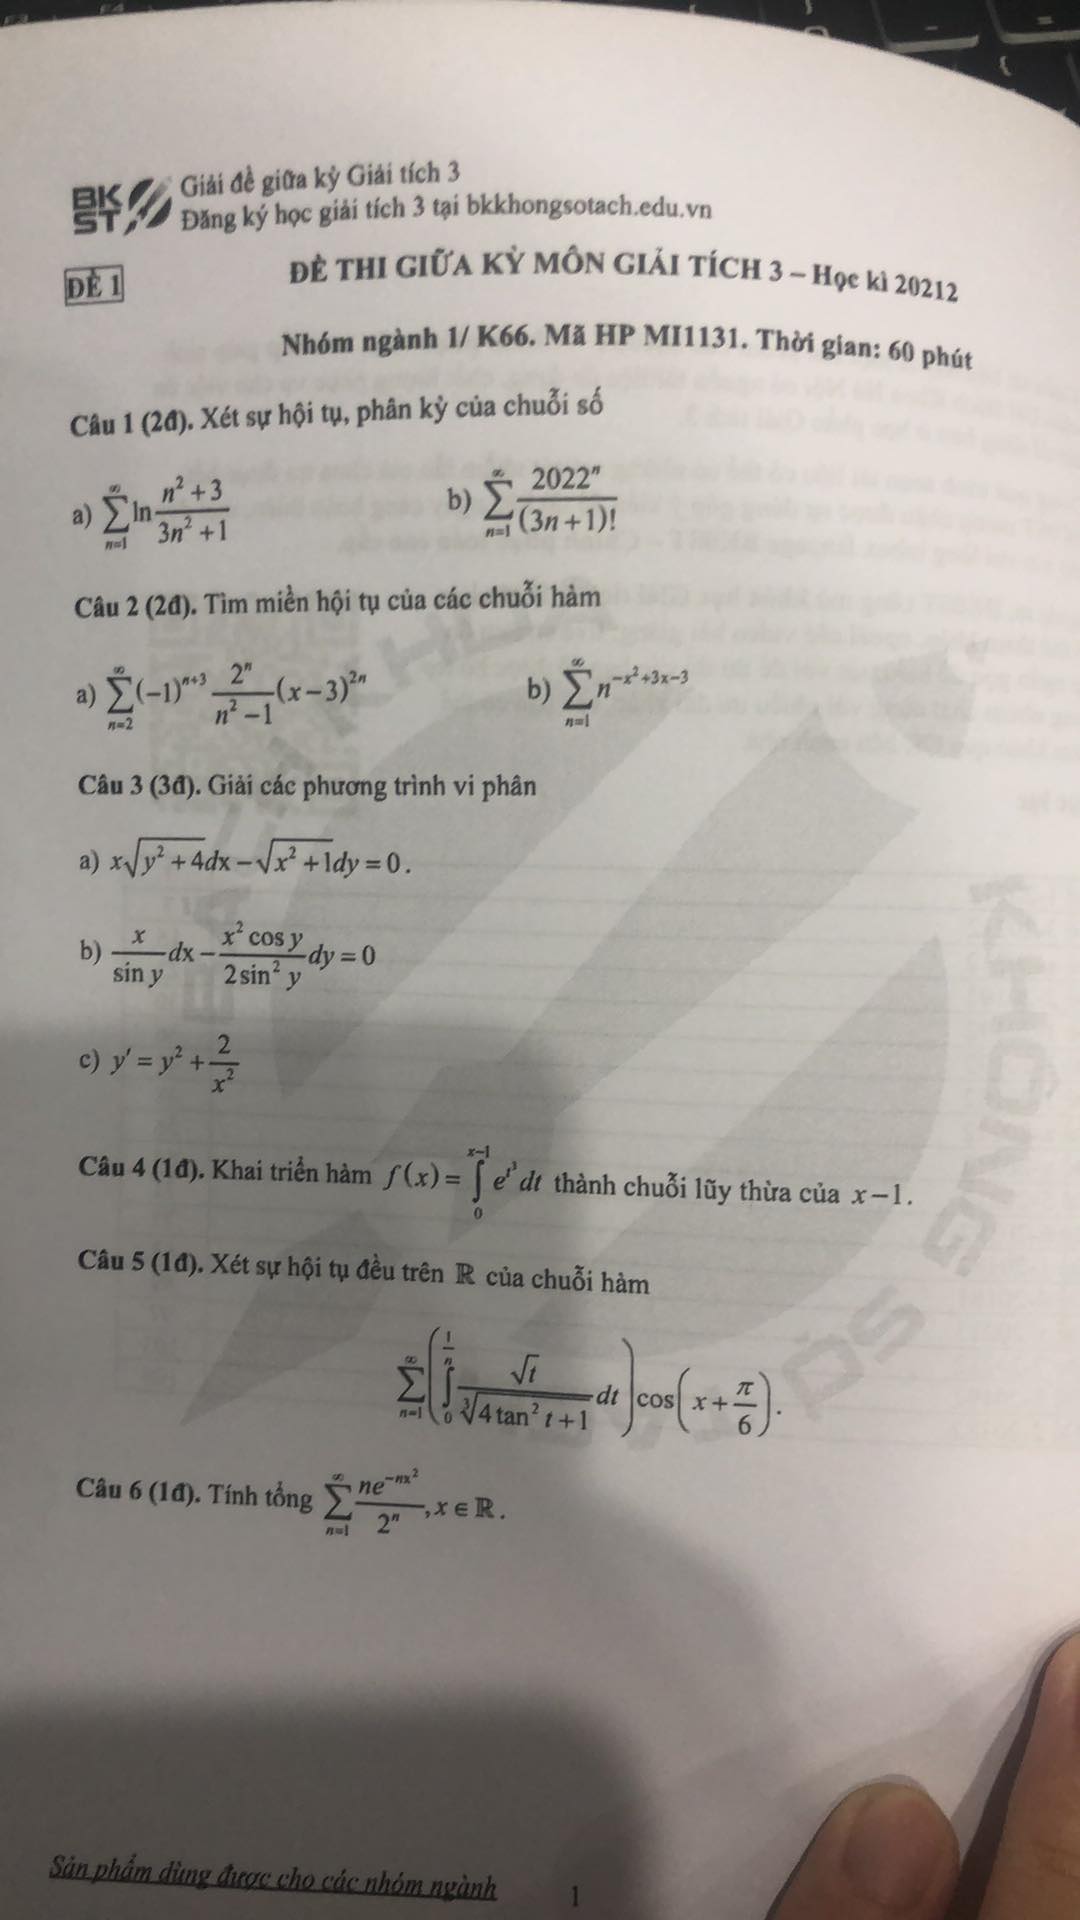 BK
ST
Giải đề giữa kỳ Giải tích 3
Đăng ký học giải tích 3 tại bkkhongsotach.edu.vn
ĐỀ 1
ĐỀ THI GIỮA KỲ MÔN GIẢI TÍCH 3 – Học kì 20212
Nhóm ngành 1/ K66. Mã HP MI1131. Thời gian: 60 phút
Câu 1 (2đ). Xét sự hội tụ, phân kỳ của chuỗi số
a) \sum_{n=1}^{\infty} \ln \frac{n^2+3}{3n^2+1} b) \sum_{n=1}^{\infty} \frac{2022^n}{(3n+1)!}
Câu 2 (2đ). Tìm miền hội tụ của các chuỗi hàm
a) \sum_{n=2}^{\infty} (-1)^{n+3} \frac{2^n}{n^2-1} (x-3)^{2n} b) \sum_{n=1}^{\infty} n^{-x^2+3x-3}
Câu 3 (3đ). Giải các phương trình vi phân
a) x\sqrt{y^2+4}dx - \sqrt{x^2+1}dy = 0.
b) \frac{x}{\sin y}dx - \frac{x^2 \cos y}{2\sin^2 y}dy = 0
c) y' = y^2 + \frac{2}{x^2}
Câu 4 (1đ). Khai triển hàm f(x) = \int_0^{x-1} e^{t^3} dt thành chuỗi lũy thừa của x-1.
Câu 5 (1đ). Xét sự hội tụ đều trên ℝ của chuỗi hàm
\sum_{n=1}^{\infty} \left( \int_0^{\frac{1}{n}} \frac{\sqrt{t}}{\sqrt[3]{4\tan^2 t+1}} dt \right) \cos\left(x+\frac{\pi}{6}\right).
Câu 6 (1đ). Tính tổng \sum_{n=1}^{\infty} \frac{ne^{-nx^2}}{2^n}, x ∈ ℝ.
KHÔNG
SỢ
Sản phẩm dùng được cho các nhóm ngành 1